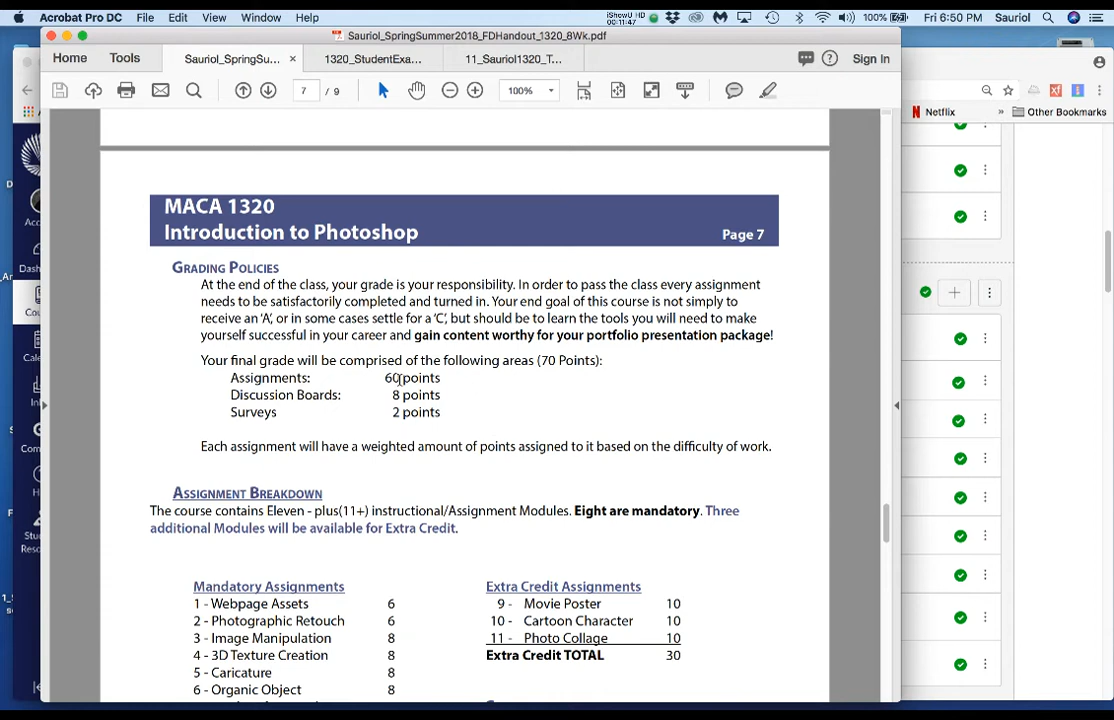 Acrobat Pro DC File Edit View Window Help
iShowU HD
00:11:47
100% Fri 6:50 PM Sauriol
Sauriol_SpringSummer2018_FDHandout_1320_8Wk.pdf
Home Tools Sauriol_SpringSu... × 1320_StudentExa... 11_Sauriol1320_T... Sign In
7 / 9 100%
Netflix » Other Bookmarks
MACA 1320
Introduction to Photoshop Page 7
GRADING POLICIES
At the end of the class, your grade is your responsibility. In order to pass the class every assignment
needs to be satisfactorily completed and turned in. Your end goal of this course is not simply to
receive an ‘A’, or in some cases settle for a ‘C’, but should be to learn the tools you will need to make
yourself successful in your career and gain content worthy for your portfolio presentation package!
Your final grade will be comprised of the following areas (70 Points):
Assignments: 60 points
Discussion Boards: 8 points
Surveys 2 points
Each assignment will have a weighted amount of points assigned to it based on the difficulty of work.
ASSIGNMENT BREAKDOWN
The course contains Eleven - plus(11+) instructional/Assignment Modules. Eight are mandatory. Three
additional Modules will be available for Extra Credit.
Mandatory Assignments
1 - Webpage Assets 6
2 - Photographic Retouch 6
3 - Image Manipulation 8
4 - 3D Texture Creation 8
5 - Caricature 8
6 - Organic Object 8
Extra Credit Assignments
9 - Movie Poster 10
10 - Cartoon Character 10
11 - Photo Collage 10
Extra Credit TOTAL 30